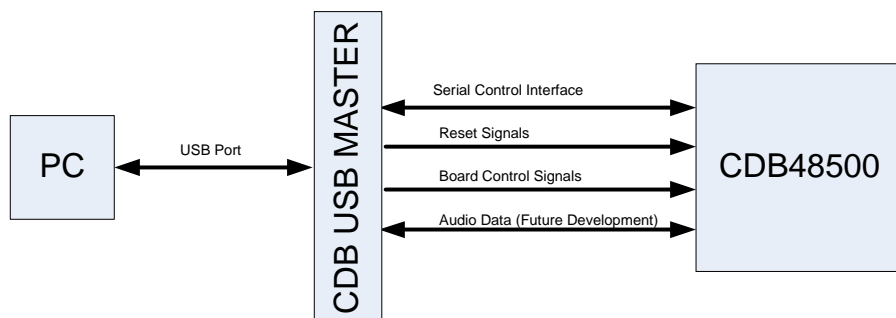 PC
USB Port
CDB USB MASTER
Serial Control Interface
Reset Signals
Board Control Signals
Audio Data (Future Development)
CDB48500